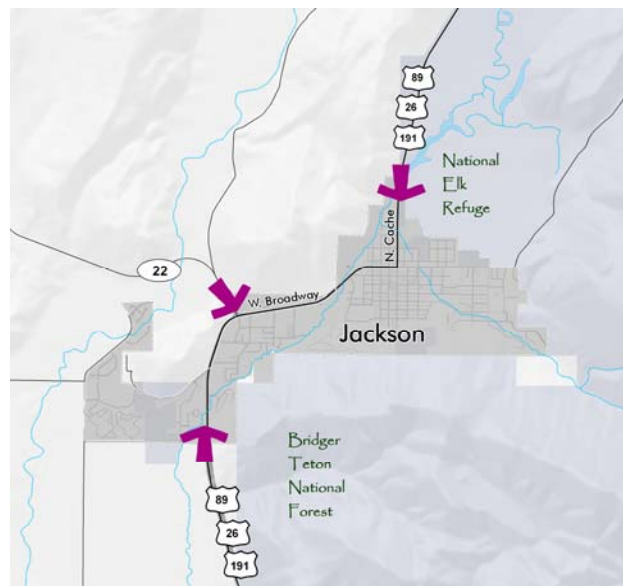 89
26
191
National
Elk
Refuge
N. Cache
22
W. Broadway
Jackson
Bridger
Teton
National
Forest
89
26
191